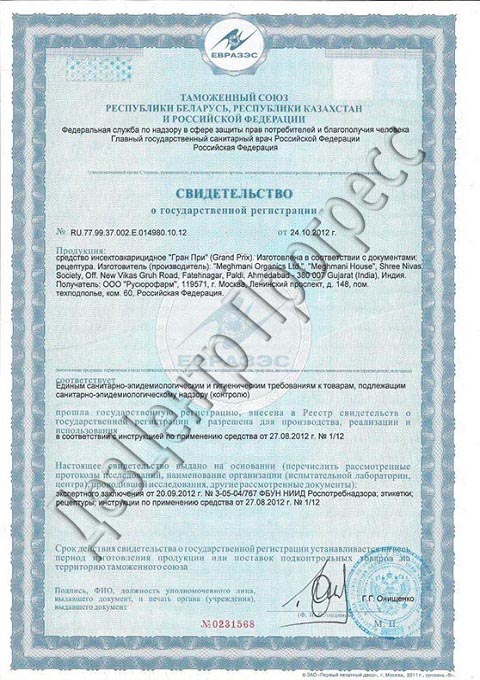 ЕВРАЗЭС
ТАМОЖЕННЫЙ СОЮЗ
РЕСПУБЛИКИ БЕЛАРУСЬ, РЕСПУБЛИКИ КАЗАХСТАН
И РОССИЙСКОЙ ФЕДЕРАЦИИ
Федеральная служба по надзору в сфере защиты прав потребителей и благополучия человека
Главный государственный санитарный врач Российской Федерации
Российская Федерация
СВИДЕТЕЛЬСТВО
о государственной регистрации
№ RU.77.99.37.002.Е.014980.10.12 от 24.10.2012 г.
Продукция:
средство инсектоакарицидное "Гран При" (Grand Prix). Изготовлена в соответствии с документами:
рецептура. Изготовитель (производитель): "Meghmani Organics Ltd.", "Meghmani House", Shree Nivas
Society, Off. New Vikas Gruh Road, Fatehnagar, Paldi, Ahmedabad - 380 007 Gujarat (India), Индия.
Получатель: ООО "Русюрофарм", 119571, г. Москва, Ленинский проспект, д. 148, пом.
техподполье, ком. 60, Российская Федерация.
ЕВРАЗЭС
соответствует
Единым санитарно-эпидемиологическим и гигиеническим требованиям к товарам, подлежащим
санитарно-эпидемиологическому надзору (контролю)
прошла государственную регистрацию, внесена в Реестр свидетельств о
государственной регистрации и разрешена для производства, реализации и
использования
в соответствии с инструкцией по применению средства от 27.08.2012 г. № 1/12
Настоящее свидетельство выдано на основании (перечислить рассмотренные
протоколы исследований, наименование организации (испытательной лаборатории,
центра), проводившей исследования, другие рассмотренные документы):
экспертного заключения от 20.09.2012 г. № 3-05-04/767 ФБУН НИИД Роспотребнадзора; этикетки;
рецептуры; инструкции по применению средства от 27.08.2012 г. № 1/12
Срок действия свидетельства о государственной регистрации устанавливается на весь
период изготовления продукции или поставок подконтрольных товаров на
территорию таможенного союза
Подпись, ФИО, должность уполномоченного лица,
выдавшего документ, и печать органа (учреждения),
выдавшего документ
Г.Г. Онищенко
М. П.
№0231568
© ЗАО «Первый печатный двор», г. Москва, 2011 г., уровень «В».
ДезЦентр Прогресс